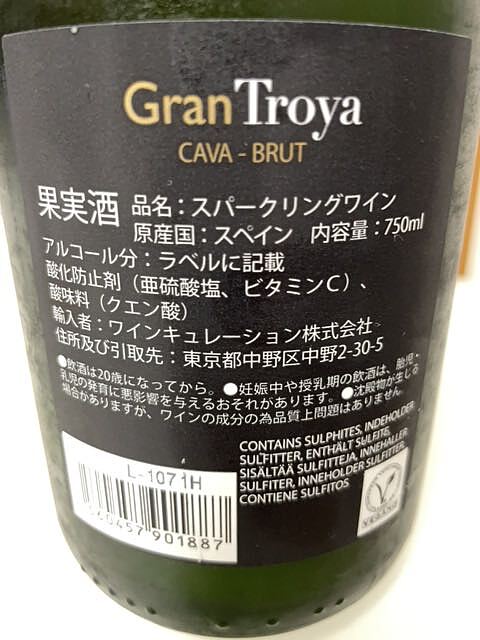 Gran Troya
CAVA - BRUT
果実酒 品名：スパークリングワイン
原産国：スペイン 内容量：750ml
アルコール分：ラベルに記載
酸化防止剤（亜硫酸塩、ビタミンC）、
酸味料（クエン酸）
輸入者：ワインキュレーション株式会社
住所及び引取先：東京都中野区中野2-30-5
●飲酒は20歳になってから。●妊娠中や授乳期の飲酒は、胎児・
乳児の発育に悪影響を与えるおそれがあります。●沈殿物が生じる
場合がありますが、ワインの成分の為品質上問題はありません。
CONTAINS SULPHITES, INDEHOLDER
SULFITTER, ENTHÄLT SULFITE,
SISÄLTÄÄ SULFITTEJA, INNEHÅLLER
SULFITER, INNEHOLDER SULFITTER,
CONTIENE SULFITOS
L-1071H
457 901887